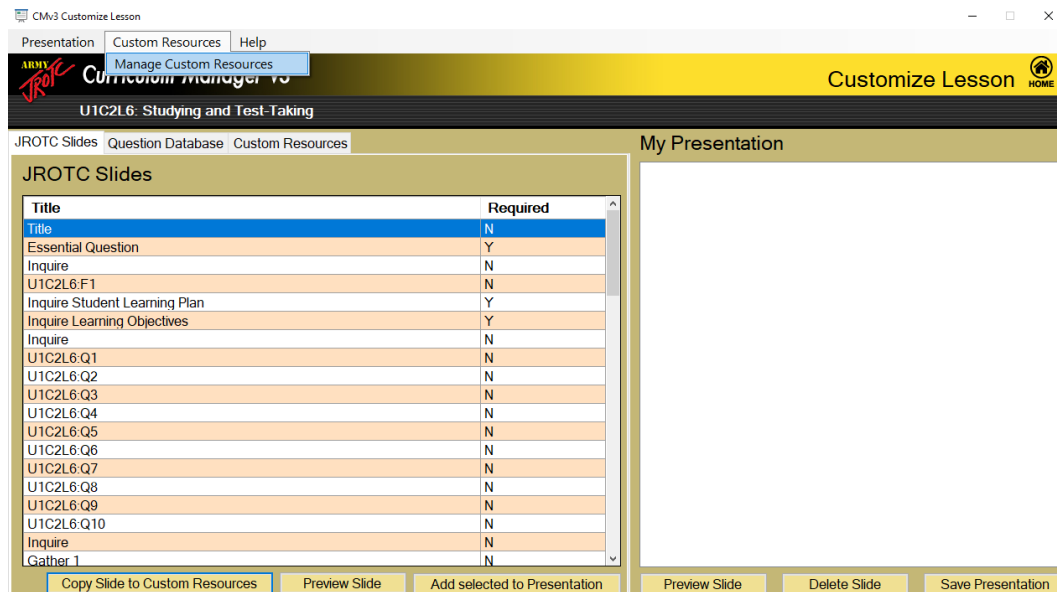 CMv3 Customize Lesson
Presentation Custom Resources Help
Manage Custom Resources
ARMY
JROTC
Curriculum Manager v3
Customize Lesson
HOME
U1C2L6: Studying and Test-Taking
JROTC Slides Question Database Custom Resources
My Presentation
JROTC Slides
Title Required
Title N
Essential Question Y
Inquire N
U1C2L6:F1 N
Inquire Student Learning Plan Y
Inquire Learning Objectives Y
Inquire N
U1C2L6:Q1 N
U1C2L6:Q2 N
U1C2L6:Q3 N
U1C2L6:Q4 N
U1C2L6:Q5 N
U1C2L6:Q6 N
U1C2L6:Q7 N
U1C2L6:Q8 N
U1C2L6:Q9 N
U1C2L6:Q10 N
Inquire N
Gather 1 N
Copy Slide to Custom Resources Preview Slide Add selected to Presentation Preview Slide Delete Slide Save Presentation